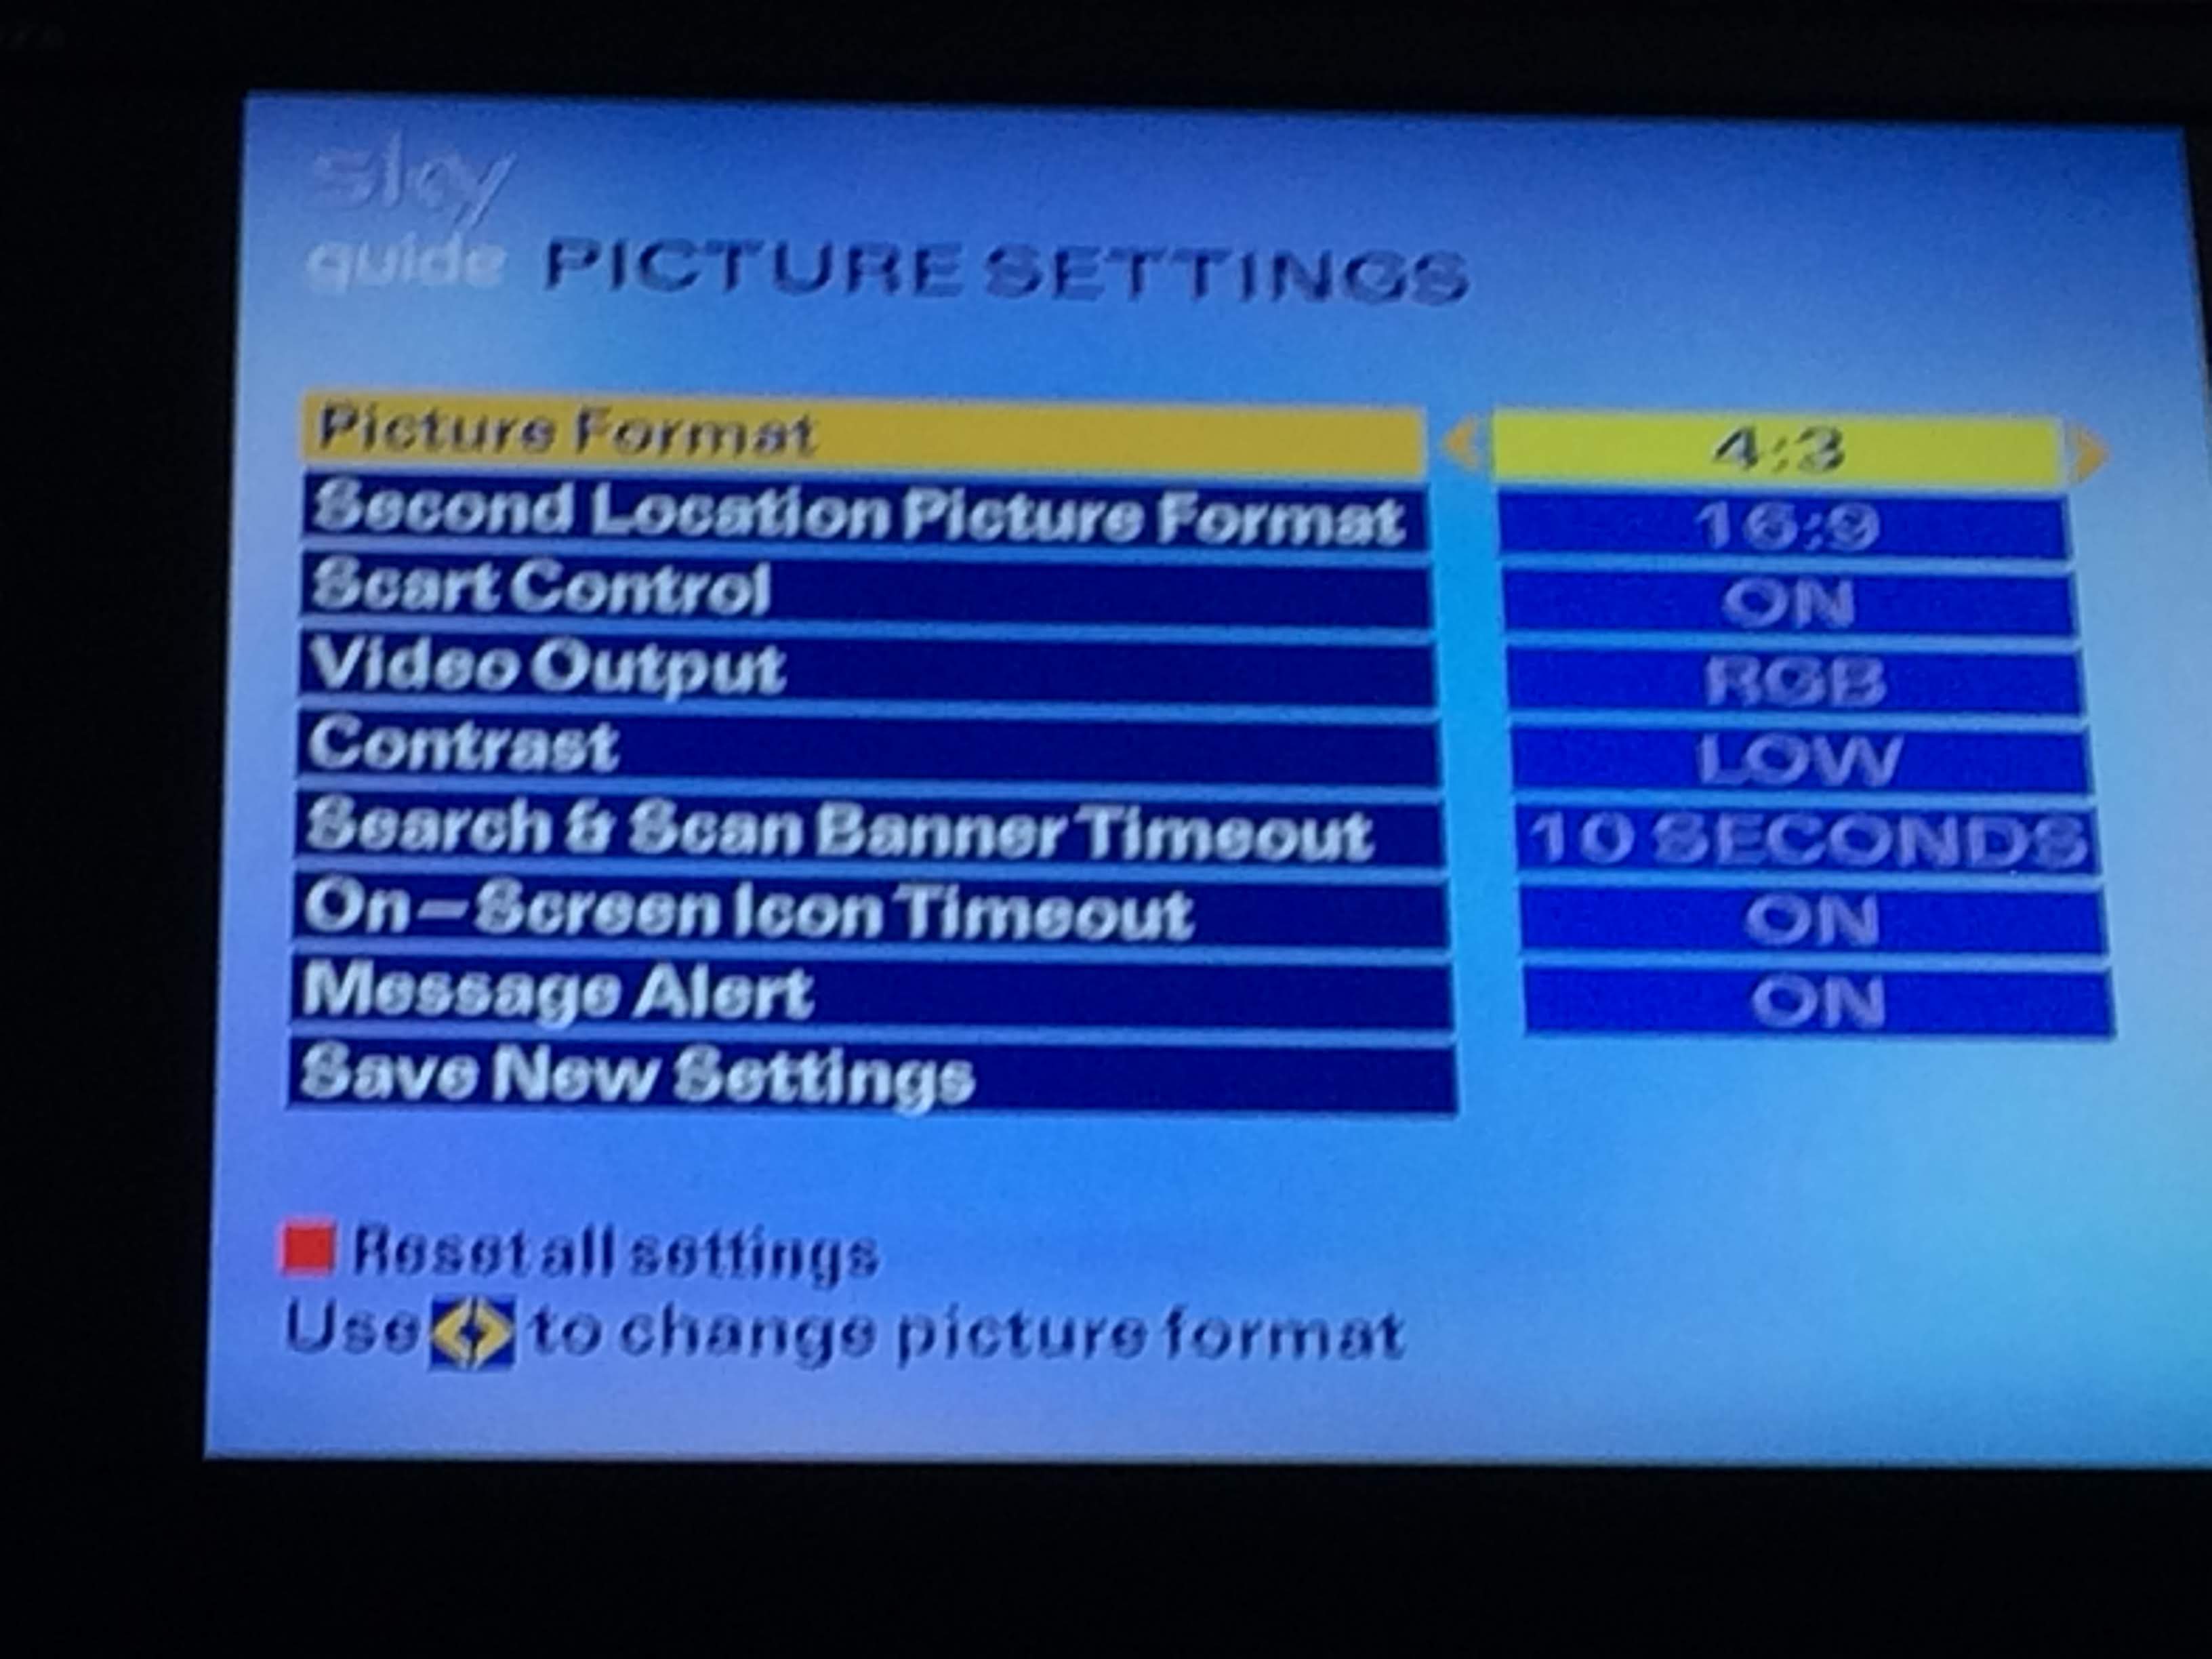 sky
guide PICTURE SETTINGS
Picture Format 4:3
Second Location Picture Format 16:9
Scart Control ON
Video Output RGB
Contrast LOW
Search & Scan Banner Timeout 10 SECONDS
On-Screen Icon Timeout ON
Message Alert ON
Save New Settings
Reset all settings
Use to change picture format